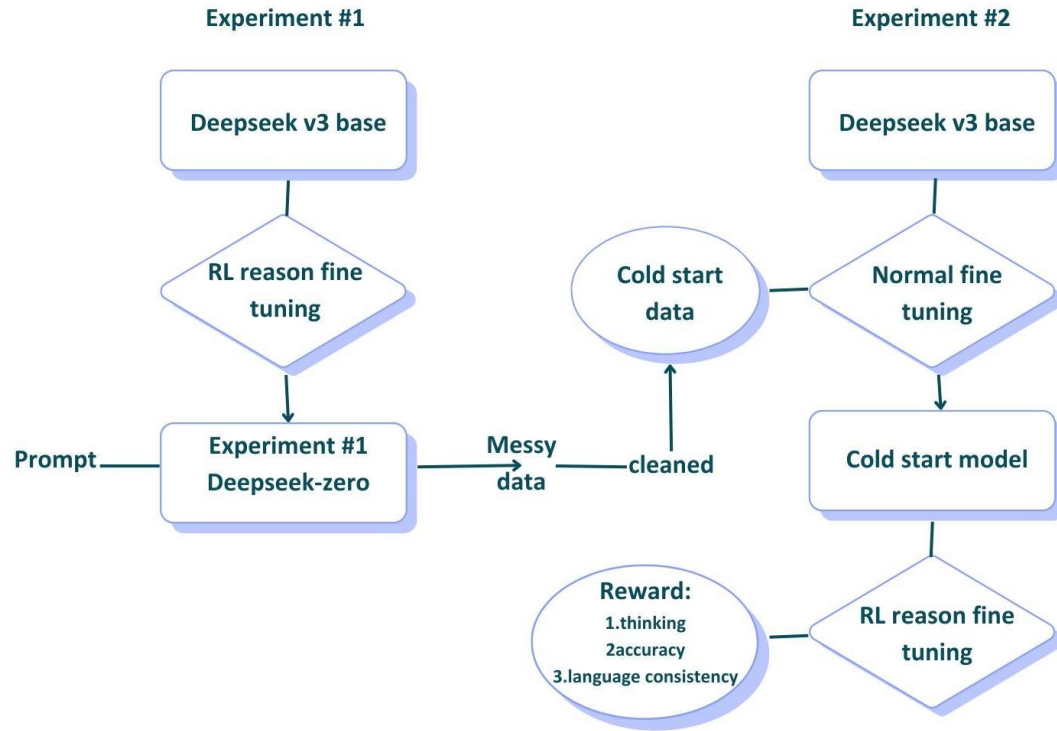 Experiment #1
Deepseek v3 base
RL reason fine
tuning
Prompt
Experiment #1
Deepseek-zero
Messy
data
cleaned
Experiment #2
Deepseek v3 base
Cold start
data
Normal fine
tuning
Cold start model
Reward:
1.thinking
2accuracy
3.language consistency
RL reason fine
tuning